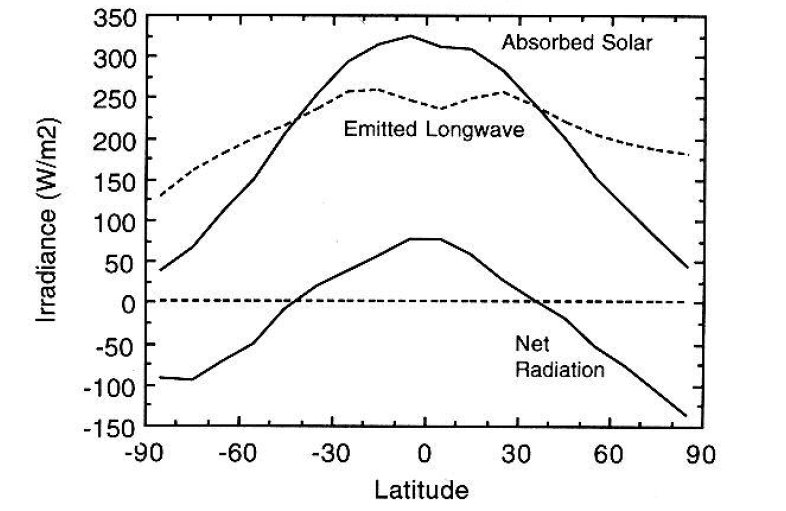 350
Absorbed Solar
300
250
Emitted Longwave
200
150
100
50
0
-50
Net
Radiation
-100
-150
Irradiance (W/m2)
-90 -60 -30 0 30 60 90
Latitude